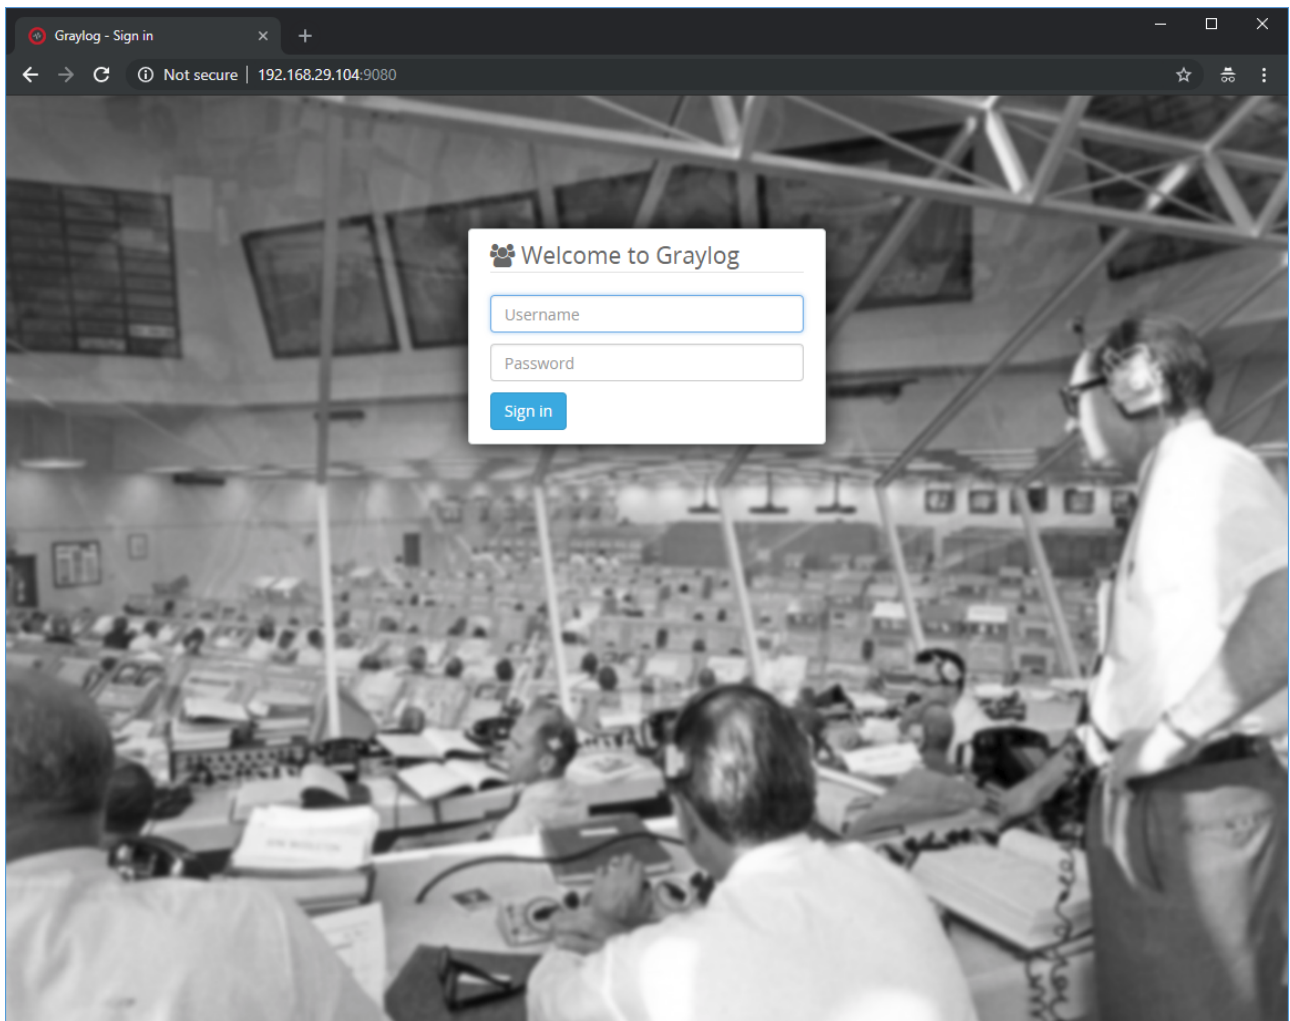 Graylog - Sign in
Not secure | 192.168.29.104:9080
Welcome to Graylog
Username
Password
Sign in